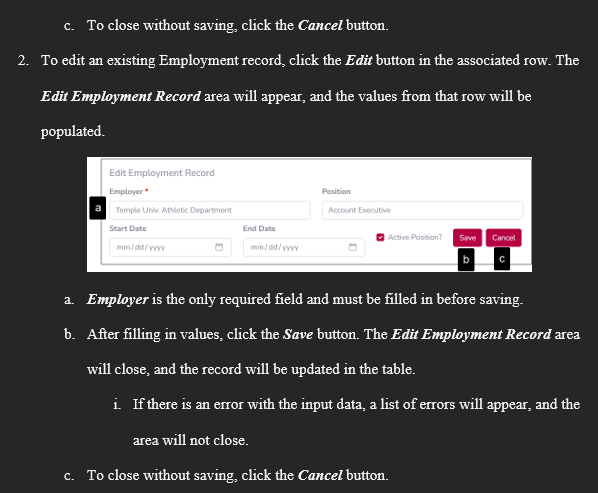 c. To close without saving, click the Cancel button.
2. To edit an existing Employment record, click the Edit button in the associated row. The
Edit Employment Record area will appear, and the values from that row will be
populated.
Edit Employment Record
Employer * Position
a Temple Univ. Athletic Department Account Executive
Start Date End Date
mm/dd/yyyy mm/dd/yyyy Active Position? Save Cancel
b c
a. Employer is the only required field and must be filled in before saving.
b. After filling in values, click the Save button. The Edit Employment Record area
will close, and the record will be updated in the table.
i. If there is an error with the input data, a list of errors will appear, and the
area will not close.
c. To close without saving, click the Cancel button.